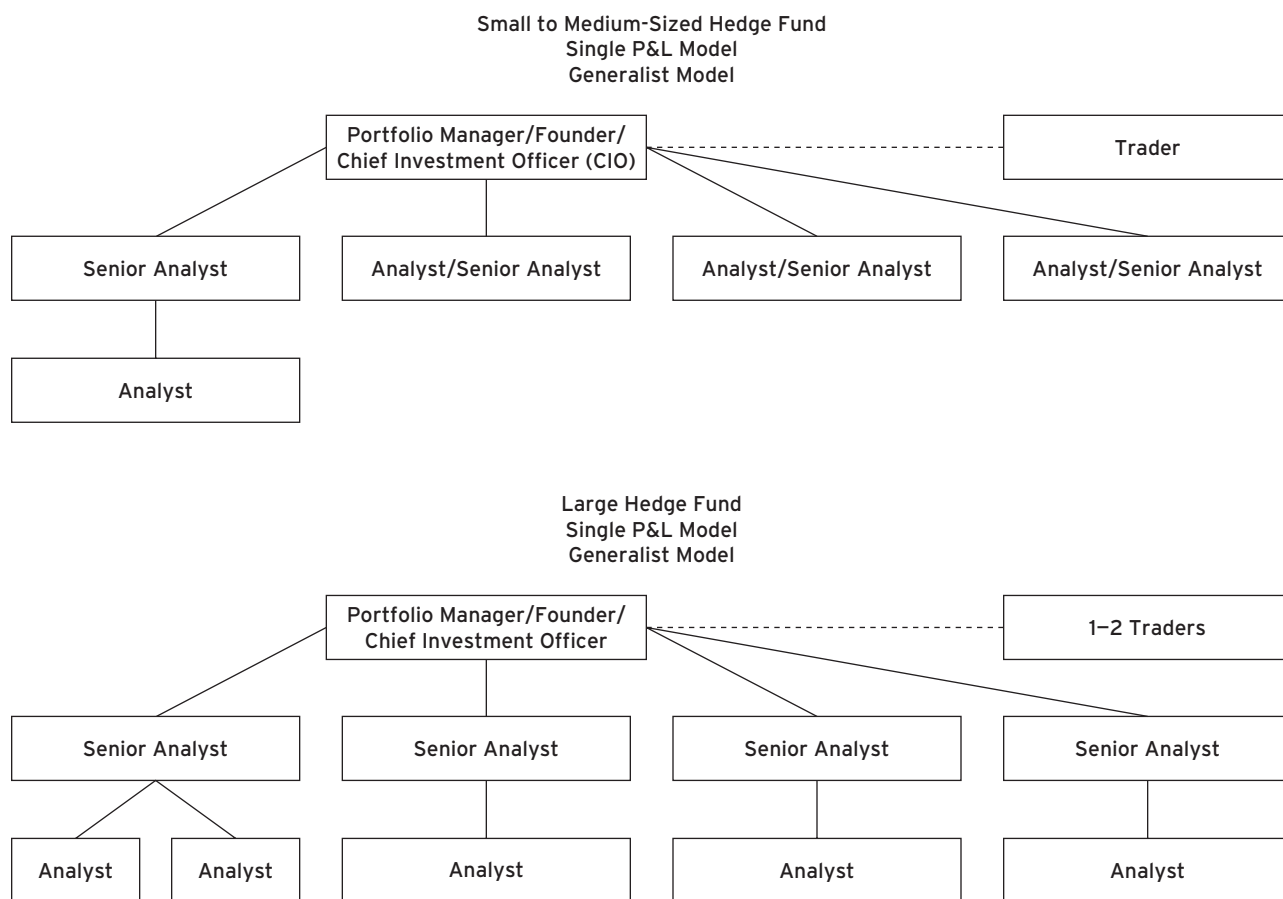 Small to Medium-Sized Hedge Fund
Single P&L Model
Generalist Model
Portfolio Manager/Founder/
Chief Investment Officer (CIO)
Trader
Senior Analyst
Analyst/Senior Analyst
Analyst/Senior Analyst
Analyst/Senior Analyst
Analyst
Large Hedge Fund
Single P&L Model
Generalist Model
Portfolio Manager/Founder/
Chief Investment Officer
1–2 Traders
Senior Analyst
Senior Analyst
Senior Analyst
Senior Analyst
Analyst
Analyst
Analyst
Analyst
Analyst